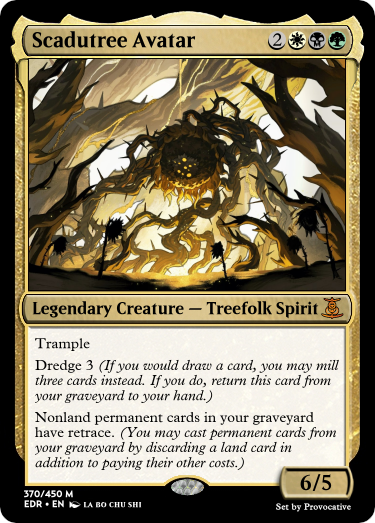 Scadutree Avatar 2
Legendary Creature — Treefolk Spirit
Trample
Dredge 3 (If you would draw a card, you may mill
three cards instead. If you do, return this card from
your graveyard to your hand.)
Nonland permanent cards in your graveyard
have retrace. (You may cast permanent cards from
your graveyard by discarding a land card in
addition to paying their other costs.)
6/5
370/450 M
EDR • EN LA BO CHU SHI
Set by Provocative